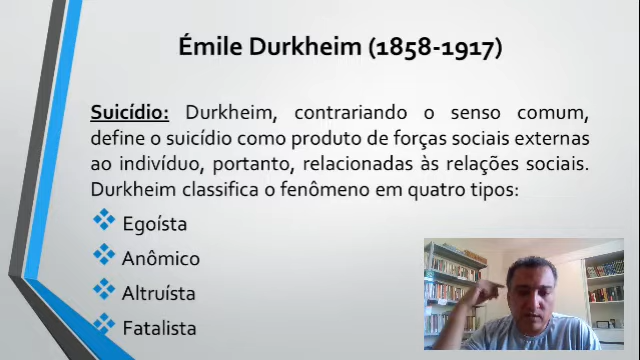 Émile Durkheim (1858-1917)
Suicídio: Durkheim, contrariando o senso comum,
define o suicídio como produto de forças sociais externas
ao indivíduo, portanto, relacionadas às relações sociais.
Durkheim classifica o fenômeno em quatro tipos:
Egoísta
Anômico
Altruísta
Fatalista